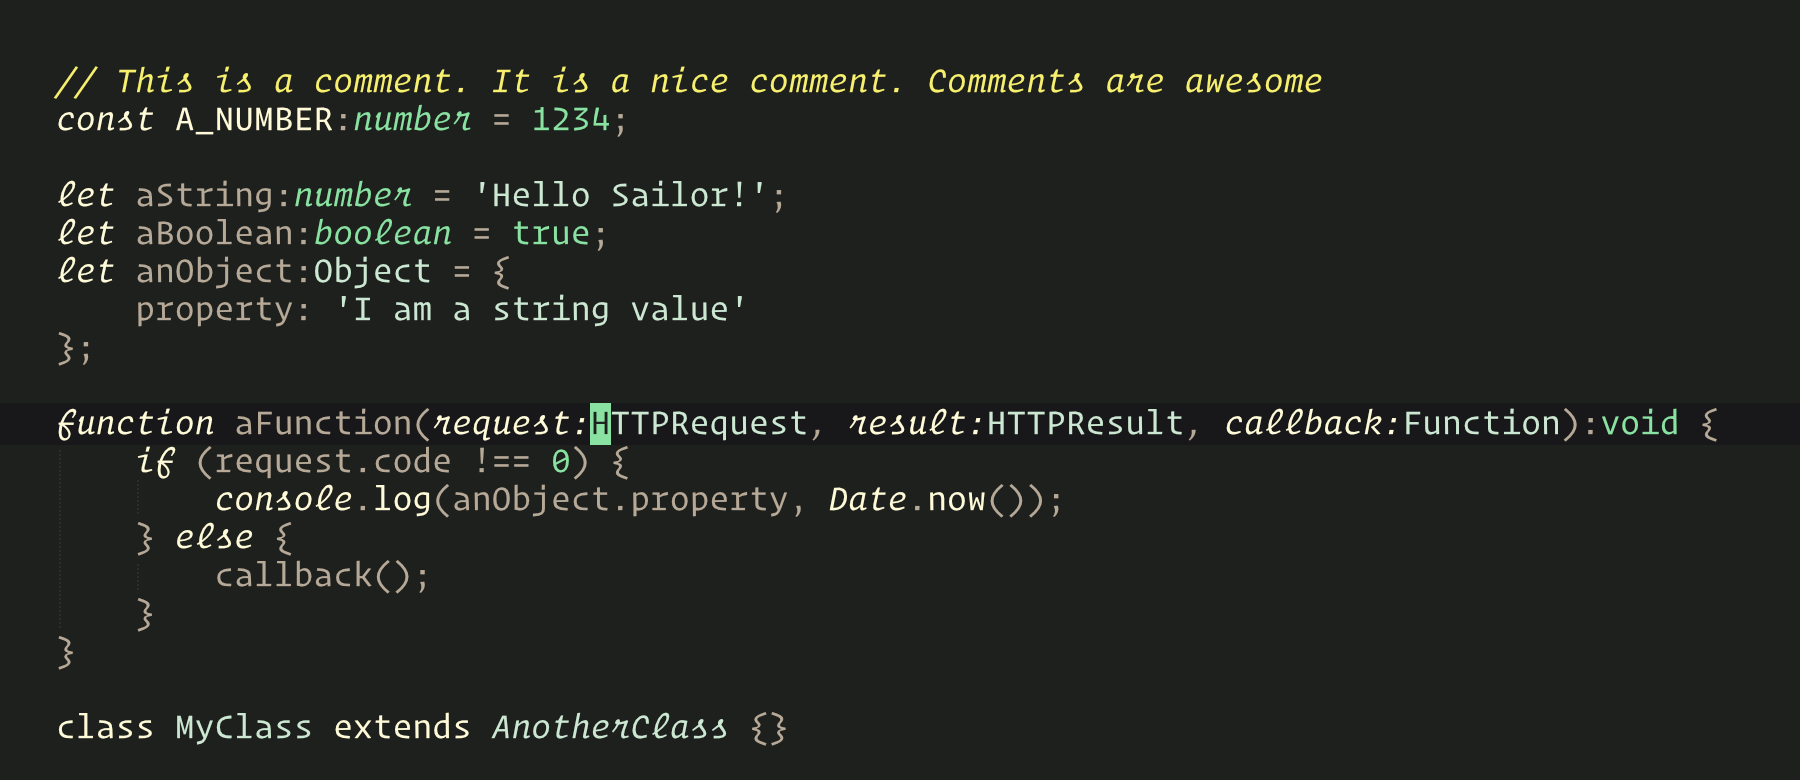 // This is a comment. It is a nice comment. Comments are awesome
const A_NUMBER:number = 1234;

let aString:number = 'Hello Sailor!';
let aBoolean:boolean = true;
let anObject:Object = {
    property: 'I am a string value'
};

function aFunction(request:HTTPRequest, result:HTTPResult, callback:Function):void {
    if (request.code !== 0) {
        console.log(anObject.property, Date.now());
    } else {
        callback();
    }
}

class MyClass extends AnotherClass {}